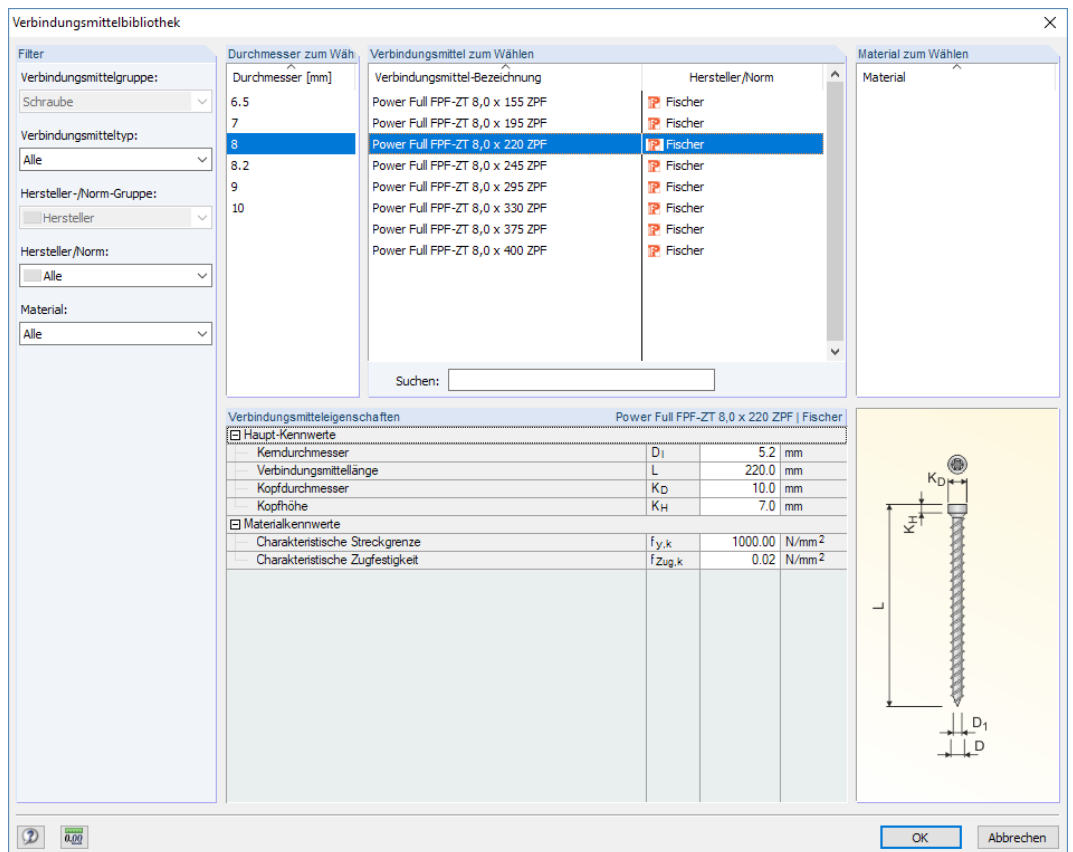 Verbindungsmittelbibliothek
Filter
Verbindungsmittelgruppe:
Schraube
Verbindungsmitteltyp:
Alle
Hersteller-/Norm-Gruppe:
Hersteller
Hersteller/Norm:
Alle
Material:
Alle
Durchmesser zum Wäh
Durchmesser [mm]
6.5
7
8
8.2
9
10
Verbindungsmittel zum Wählen
Verbindungsmittel-Bezeichnung Hersteller/Norm
Power Full FPF-ZT 8,0 x 155 ZPF Fischer
Power Full FPF-ZT 8,0 x 195 ZPF Fischer
Power Full FPF-ZT 8,0 x 220 ZPF Fischer
Power Full FPF-ZT 8,0 x 245 ZPF Fischer
Power Full FPF-ZT 8,0 x 295 ZPF Fischer
Power Full FPF-ZT 8,0 x 330 ZPF Fischer
Power Full FPF-ZT 8,0 x 375 ZPF Fischer
Power Full FPF-ZT 8,0 x 400 ZPF Fischer
Suchen:
Material zum Wählen
Material
Verbindungsmitteleigenschaften Power Full FPF-ZT 8,0 x 220 ZPF | Fischer
Haupt-Kennwerte
Kerndurchmesser DI 5.2 mm
Verbindungsmittellänge L 220.0 mm
Kopfdurchmesser KD 10.0 mm
Kopfhöhe KH 7.0 mm
Materialkennwerte
Charakteristische Streckgrenze fy,k 1000.00 N/mm2
Charakteristische Zugfestigkeit fZug,k 0.02 N/mm2
KD
KH
L
D1
D
0.00
OK
Abbrechen